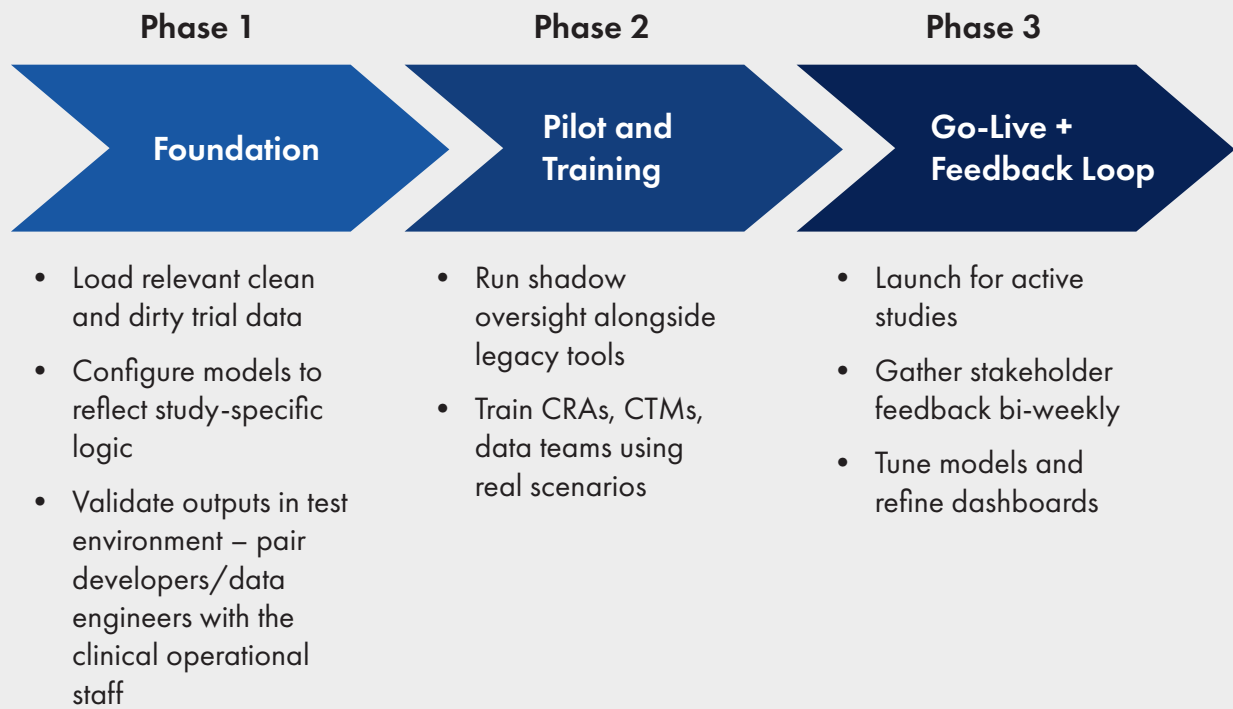 Phase 1
Foundation
• Load relevant clean
and dirty trial data
• Configure models to
reflect study-specific
logic
• Validate outputs in test
environment – pair
developers/data
engineers with the
clinical operational
staff
Phase 2
Pilot and
Training
• Run shadow
oversight alongside
legacy tools
• Train CRAs, CTMs,
data teams using
real scenarios
Phase 3
Go-Live +
Feedback Loop
• Launch for active
studies
• Gather stakeholder
feedback bi-weekly
• Tune models and
refine dashboards